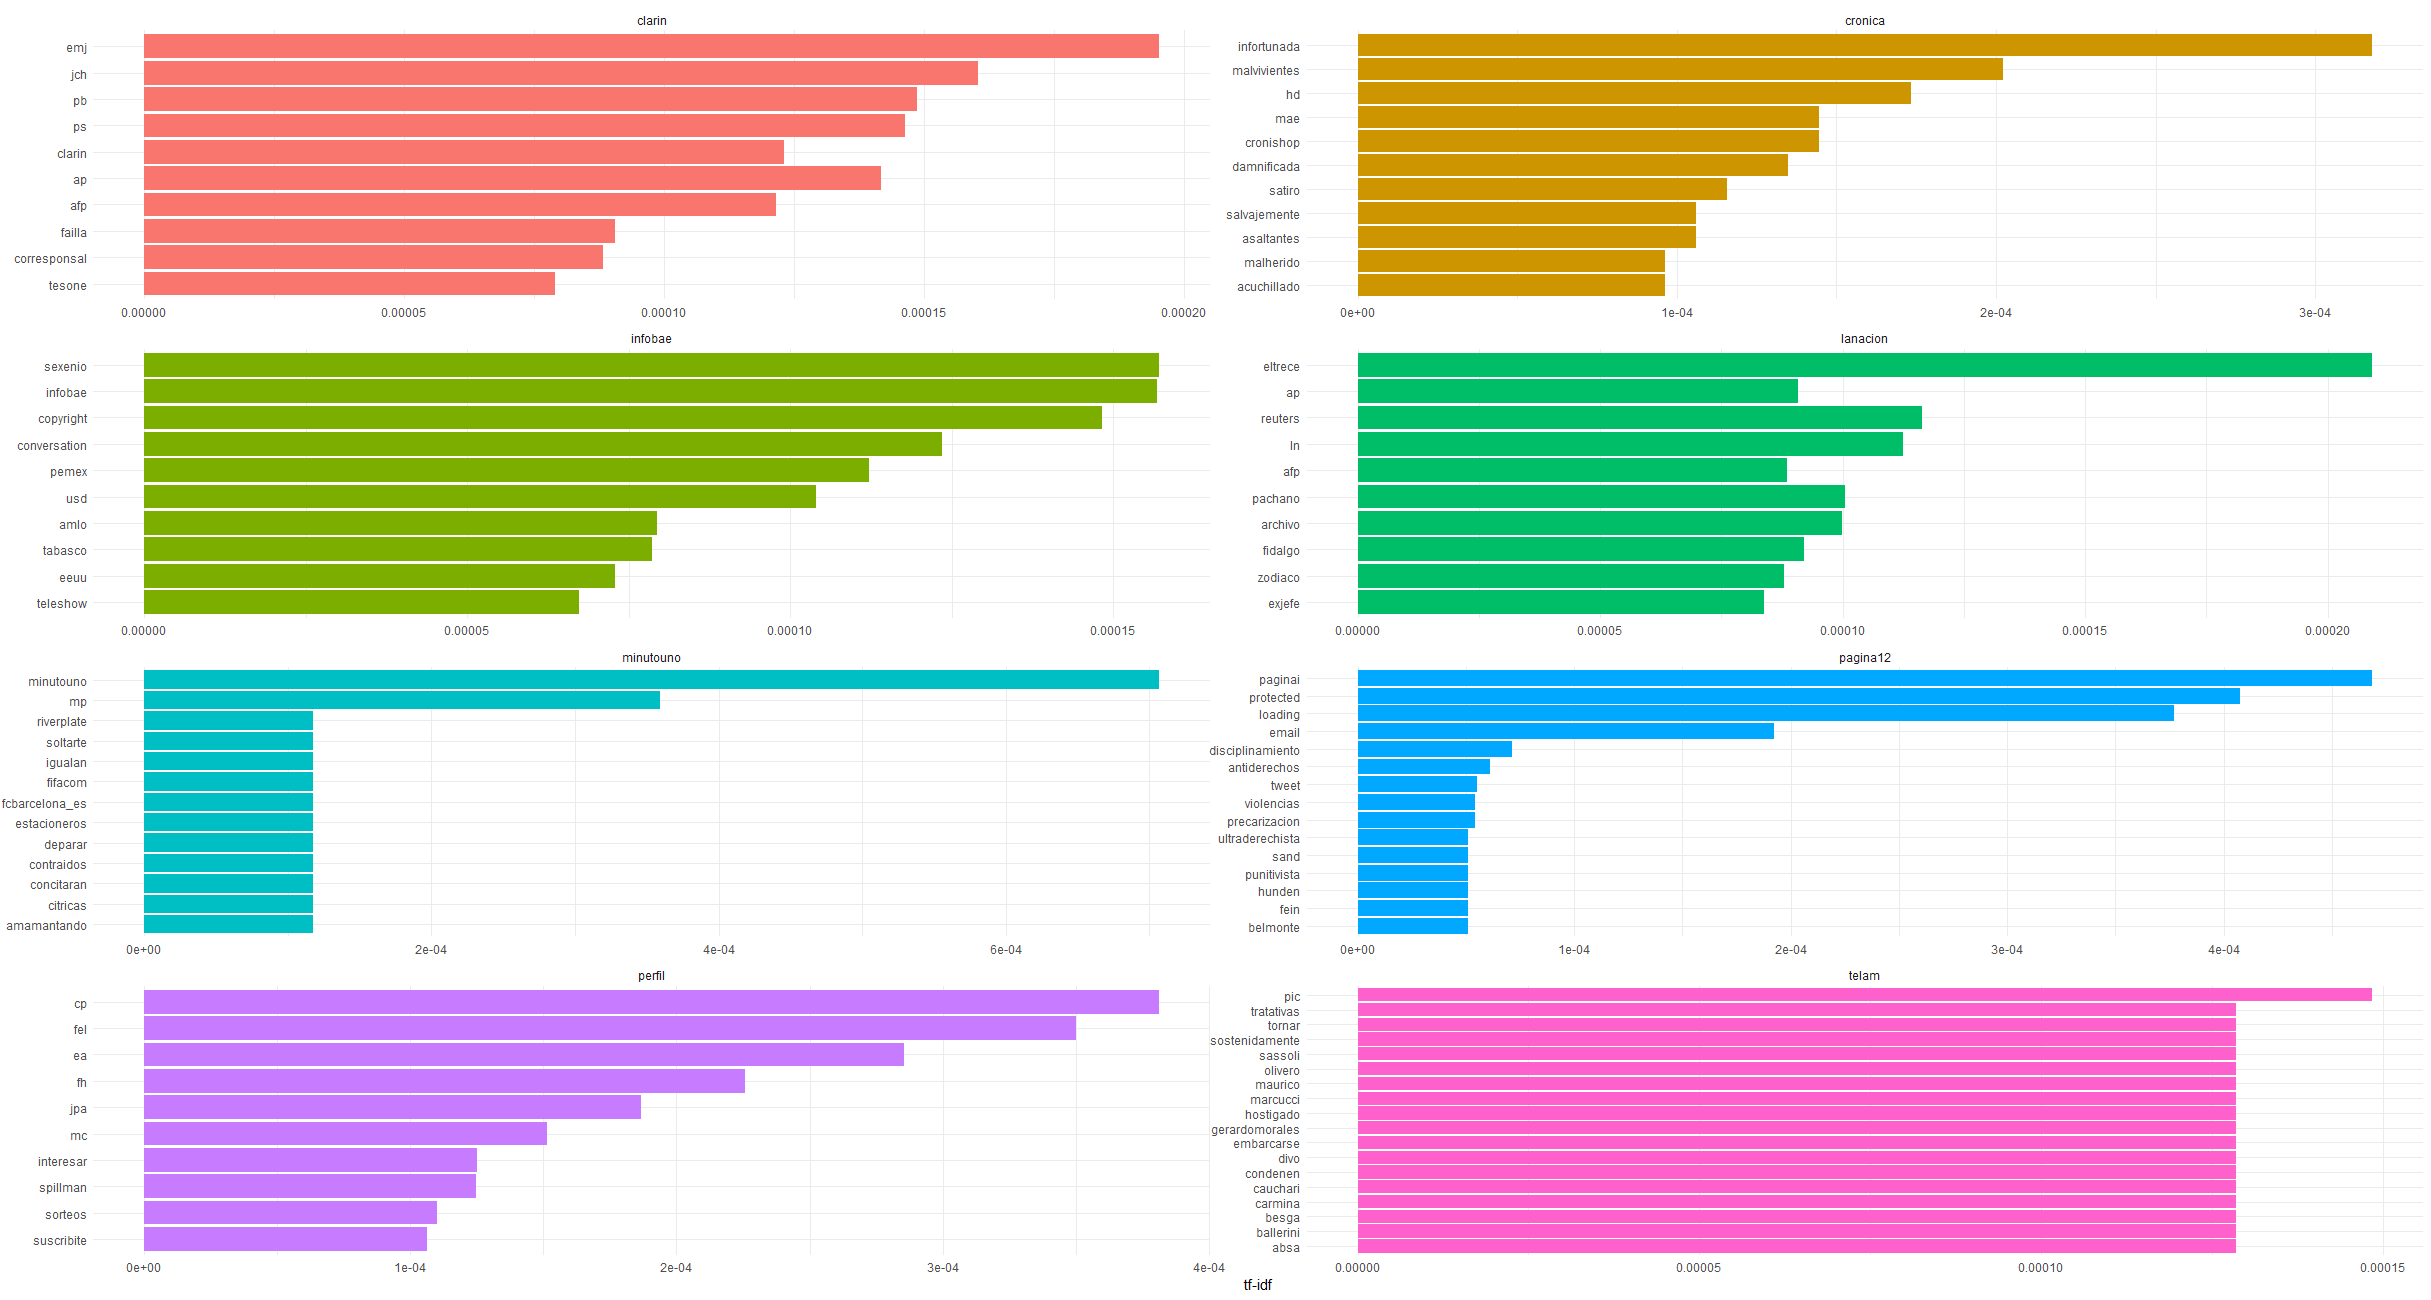 clarin
emj
jch
pb
ps
clarin
ap
afp
failla
corresponsal
tesone
0.00000 0.00005 0.00010 0.00015 0.00020
cronica
infortunada
malvivientes
hd
mae
cronishop
damnificada
satiro
salvajemente
asaltantes
malherido
acuchillado
0e+00 1e-04 2e-04 3e-04
infobae
sexenio
infobae
copyright
conversation
pemex
usd
amlo
tabasco
eeuu
teleshow
0.00000 0.00005 0.00010 0.00015
lanacion
eltrece
ap
reuters
ln
afp
pachano
archivo
fidalgo
zodiaco
exjefe
0.00000 0.00005 0.00010 0.00015 0.00020
minutouno
minutouno
mp
riverplate
soltarte
igualan
fifacom
fcbarcelona_es
estacioneros
deparar
contraidos
concitaran
citricas
amamantando
0e+00 2e-04 4e-04 6e-04
pagina12
paginai
protected
loading
email
disciplinamiento
antiderechos
tweet
violencias
precarizacion
ultraderechista
sand
punitivista
hunden
fein
belmonte
0e+00 1e-04 2e-04 3e-04 4e-04
perfil
cp
fel
ea
fh
jpa
mc
interesar
spillman
sorteos
suscribite
0e+00 1e-04 2e-04 3e-04 4e-04
telam
pic
tratativas
tornar
sostenidamente
sassoli
olivero
maurico
marcucci
hostigado
gerardomorales
embarcarse
divo
condenen
cauchari
carmina
besga
ballerini
absa
0.00000 0.00005 0.00010 0.00015
tf-idf